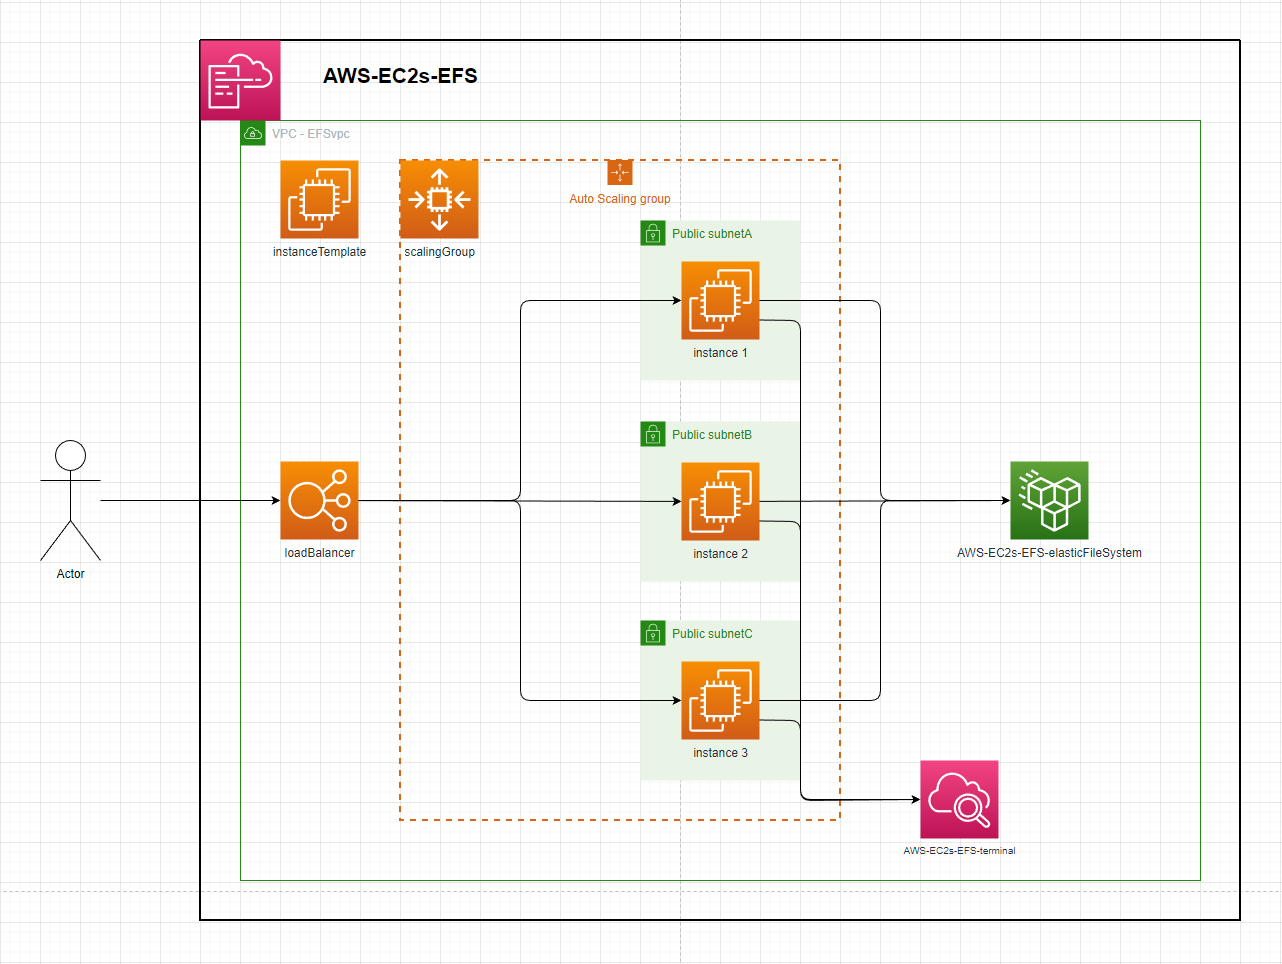 AWS-EC2s-EFS
VPC - EFSvpc
Auto Scaling group
instanceTemplate
scalingGroup
Public subnetA
instance 1
Public subnetB
instance 2
loadBalancer
AWS-EC2s-EFS-elasticFileSystem
Actor
Public subnetC
instance 3
AWS-EC2s-EFS-terminal